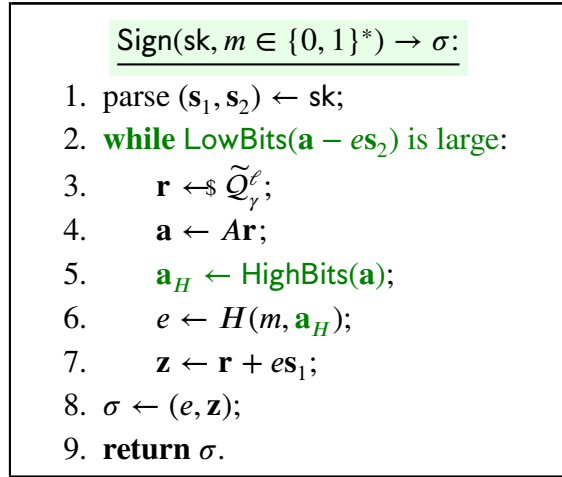 Sign(sk, m ∈ {0, 1}*) → σ:
1. parse (s₁, s₂) ← sk;
2. while LowBits(a − es₂) is large:
3. r ←$ Q̃ᵧ^ℓ;
4. a ← Ar;
5. a_H ← HighBits(a);
6. e ← H(m, a_H);
7. z ← r + es₁;
8. σ ← (e, z);
9. return σ.